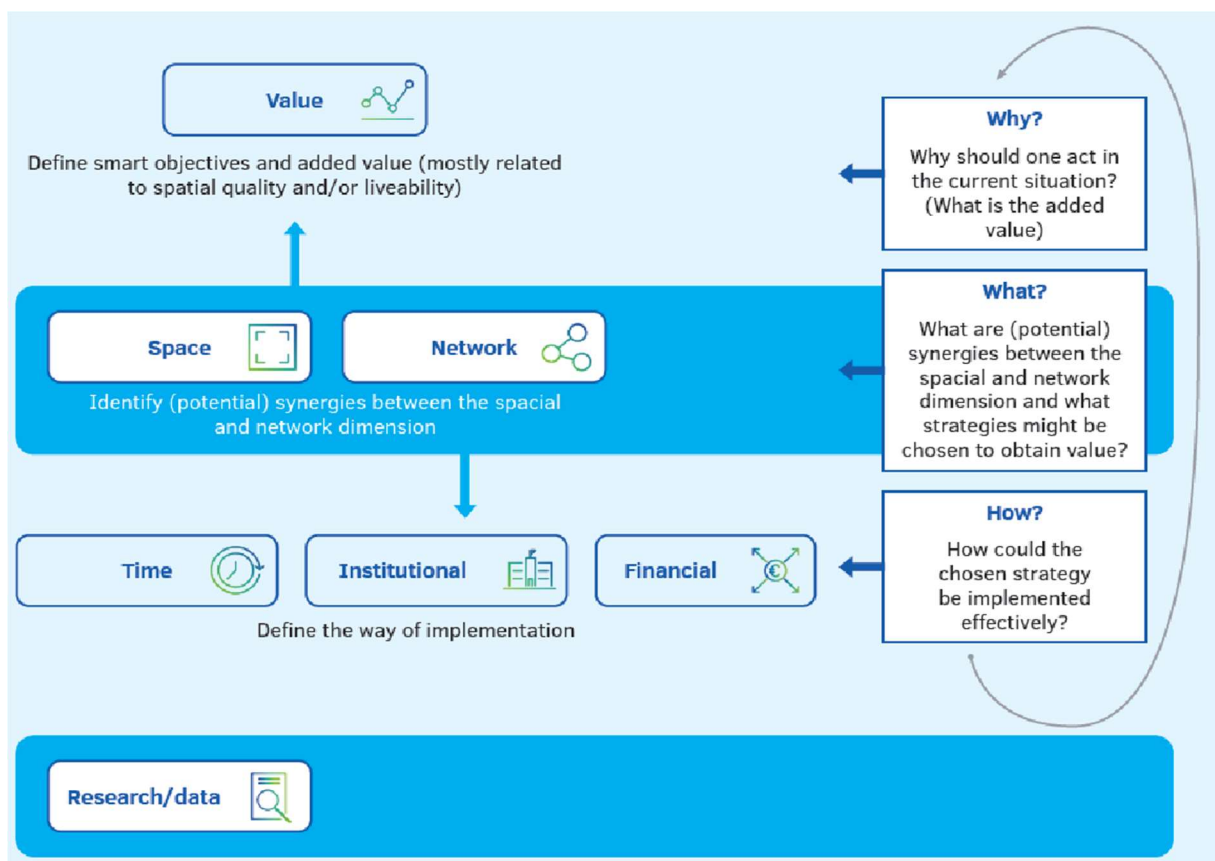 Value
Define smart objectives and added value (mostly related
to spatial quality and/or liveability)
Why?
Why should one act in
the current situation?
(What is the added
value)
Space
Network
Identify (potential) synergies between the spacial
and network dimension
What?
What are (potential)
synergies between the
spacial and network
dimension and what
strategies might be
chosen to obtain value?
Time
Institutional
Financial
€
Define the way of implementation
How?
How could the
chosen strategy
be implemented
effectively?
Research/data